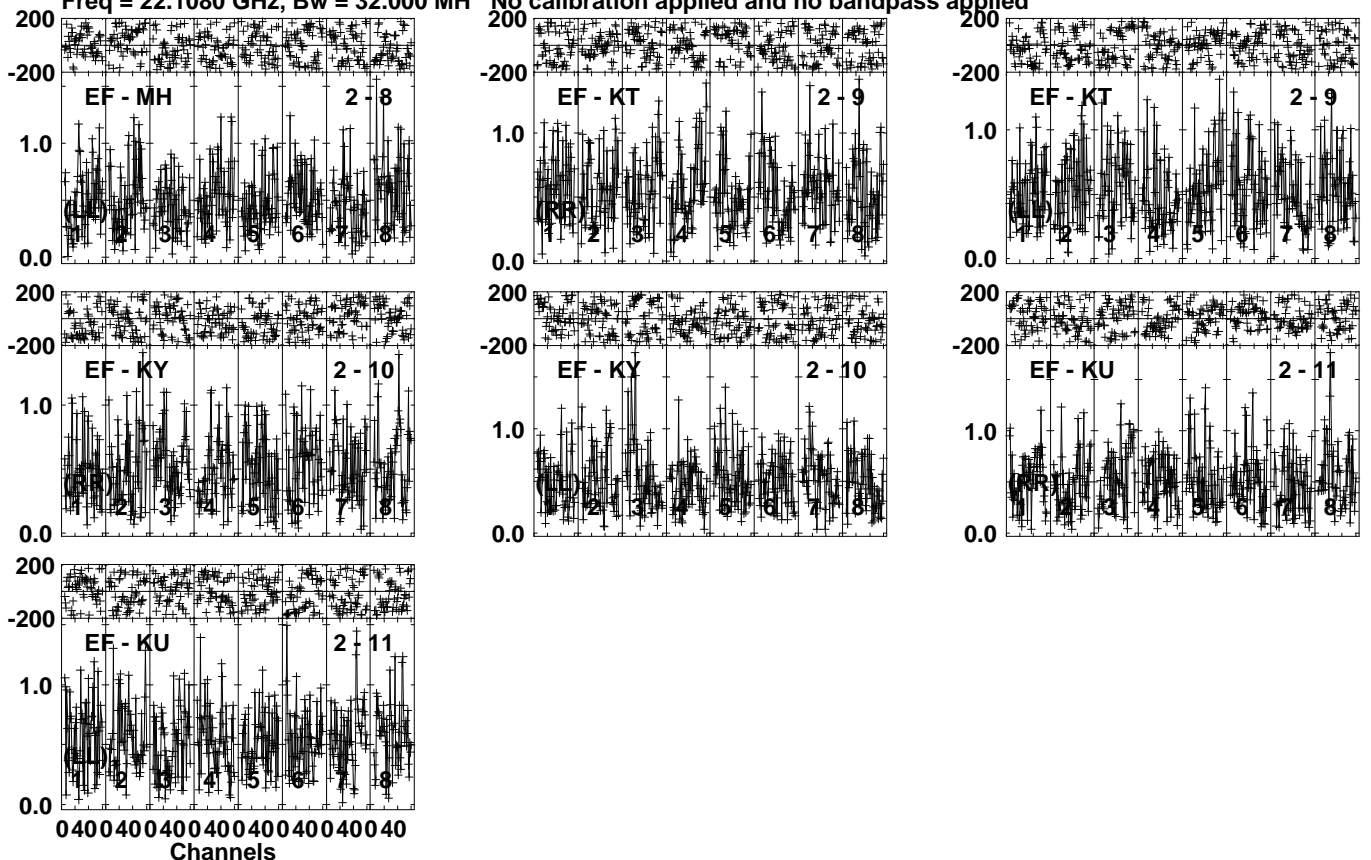 Freq = 22.1080 GHz, Bw = 32.000 MH   No calibration applied and no bandpass applied
200
-200
EF - MH 2 - 8
1.0
(LL)
1 2 3 4 5 6 7 8
0.0
200
-200
EF - KT 2 - 9
1.0
(RR)
1 2 3 4 5 6 7 8
0.0
200
-200
EF - KT 2 - 9
1.0
(LL)
1 2 3 4 5 6 7 8
0.0
200
-200
EF - KY 2 - 10
1.0
(RR)
1 2 3 4 5 6 7 8
0.0
200
-200
EF - KY 2 - 10
1.0
(LL)
1 2 3 4 5 6 7 8
0.0
200
-200
EF - KU 2 - 11
1.0
(RR)
1 2 3 4 5 6 7 8
0.0
200
-200
EF - KU 2 - 11
1.0
(LL)
1 2 3 4 5 6 7 8
0.0
0 40 0 40 0 40 0 40 0 40 0 40 0 40 0 40
Channels